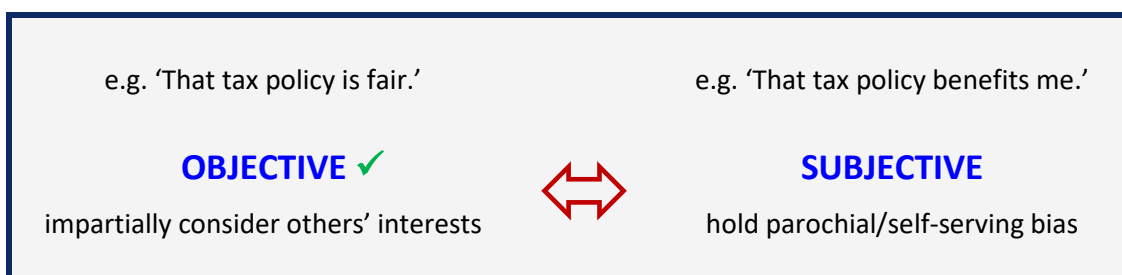 e.g. ‘That tax policy is fair.’
e.g. ‘That tax policy benefits me.’
OBJECTIVE ✓
SUBJECTIVE
impartially consider others’ interests
hold parochial/self-serving bias